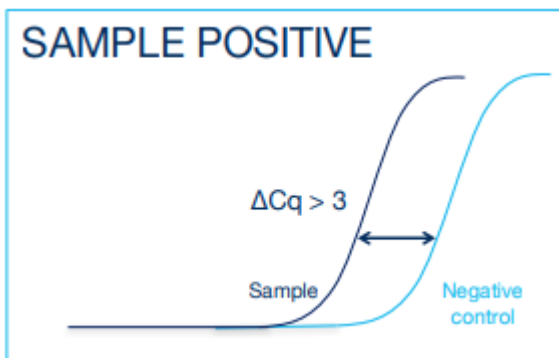 SAMPLE POSITIVE
ΔCq > 3
Sample
Negative
control